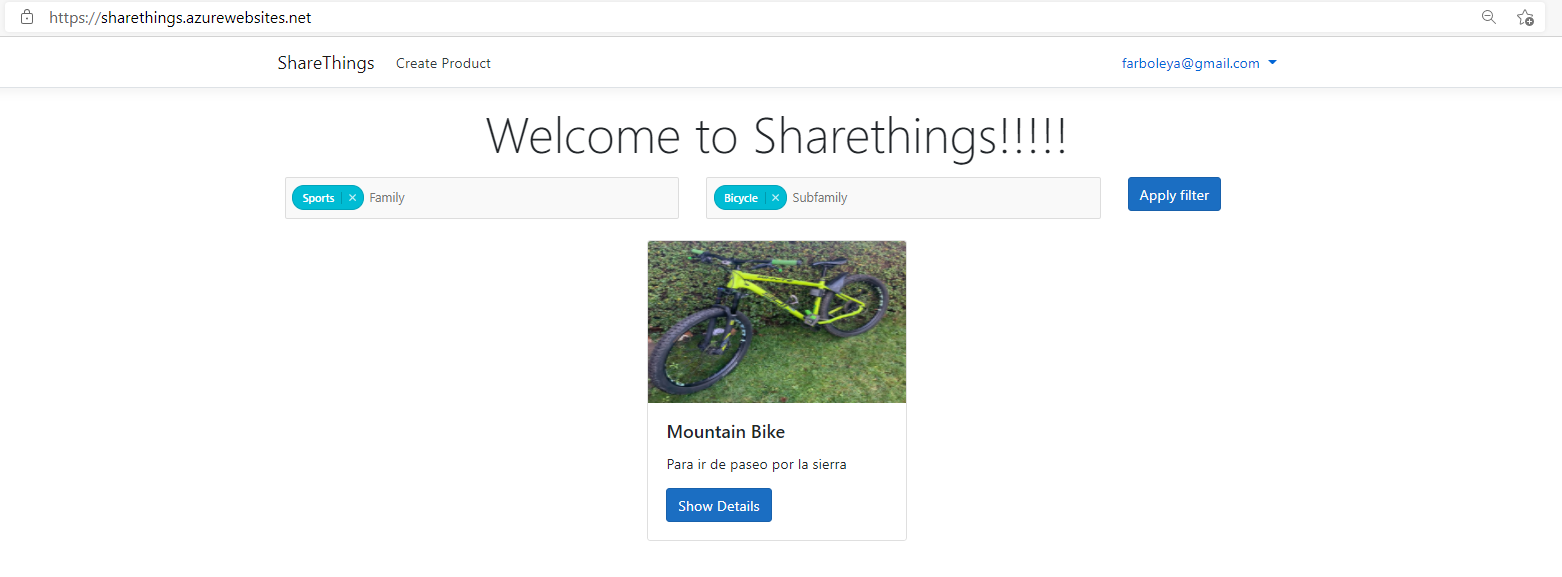 https://sharethings.azurewebsites.net
ShareThings Create Product farboleya@gmail.com
Welcome to Sharethings!!!!!
Sports × Family Bicycle × Subfamily Apply filter
Mountain Bike
Para ir de paseo por la sierra
Show Details